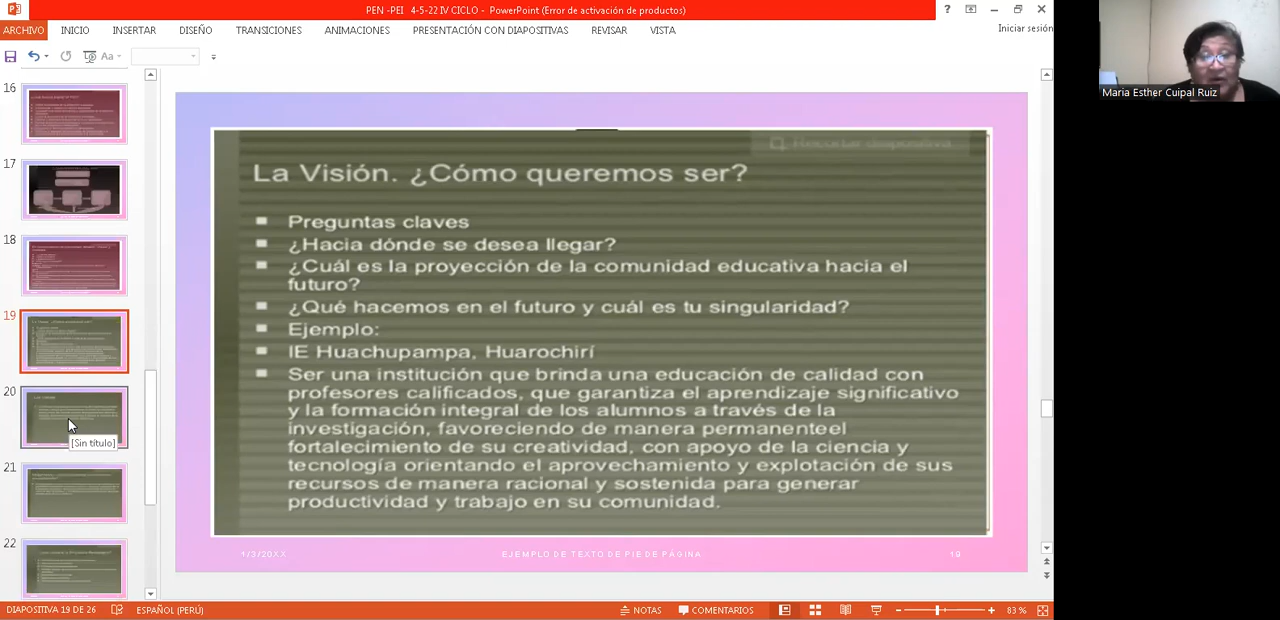 PEN -PEI   4-5-22 IV CICLO -  PowerPoint (Error de activación de productos)
ARCHIVO INICIO INSERTAR DISEÑO TRANSICIONES ANIMACIONES PRESENTACIÓN CON DIAPOSITIVAS REVISAR VISTA Iniciar sesión
Aa
16
17
18
19
20
[Sin título]
21
22
La Visión. ¿Cómo queremos ser?
Preguntas claves
¿Hacia dónde se desea llegar?
¿Cuál es la proyección de la comunidad educativa hacia el
futuro?
¿Qué hacemos en el futuro y cuál es tu singularidad?
Ejemplo:
IE Huachupampa, Huarochirí
Ser una institución que brinda una educación de calidad con
profesores calificados, que garantiza el aprendizaje significativo
y la formación integral de los alumnos a través de la
investigación, favoreciendo de manera permanenteel
fortalecimiento de su creatividad, con apoyo de la ciencia y
tecnología orientando el aprovechamiento y explotación de sus
recursos de manera racional y sostenida para generar
productividad y trabajo en su comunidad.
1/3/20XX EJEMPLO DE TEXTO DE PIE DE PÁGINA 19
DIAPOSITIVA 19 DE 26 ESPAÑOL (PERÚ) NOTAS COMENTARIOS 83 %
Maria Esther Cuipal Ruiz